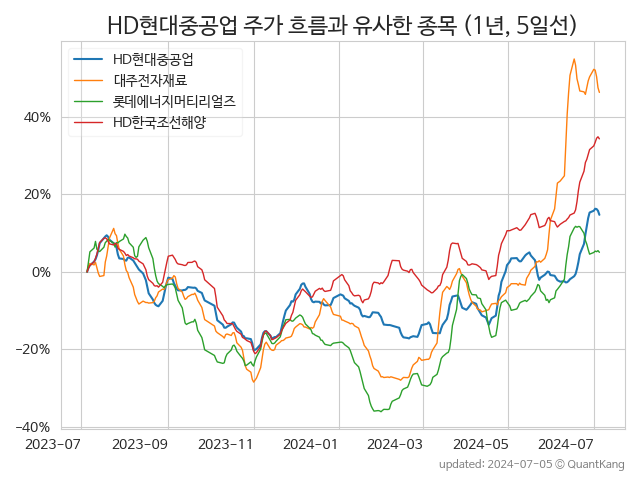 HD현대중공업 주가 흐름과 유사한 종목 (1년, 5일선)
HD현대중공업
대주전자재료
롯데에너지머티리얼즈
HD한국조선해양
40%
20%
0%
−20%
−40%
2023-07 2023-09 2023-11 2024-01 2024-03 2024-05 2024-07
updated: 2024-07-05 © QuantKang